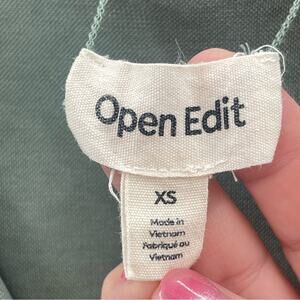 Open Edit
XS
Made in
Vietnam
Fabriqué au
Vietnam